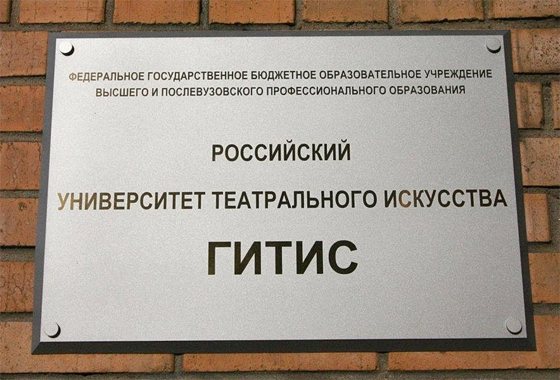 ФЕДЕРАЛЬНОЕ ГОСУДАРСТВЕННОЕ БЮДЖЕТНОЕ ОБРАЗОВАТЕЛЬНОЕ УЧРЕЖДЕНИЕ
ВЫСШЕГО И ПОСЛЕВУЗОВСКОГО ПРОФЕССИОНАЛЬНОГО ОБРАЗОВАНИЯ
РОССИЙСКИЙ
УНИВЕРСИТЕТ ТЕАТРАЛЬНОГО ИСКУССТВА
ГИТИС